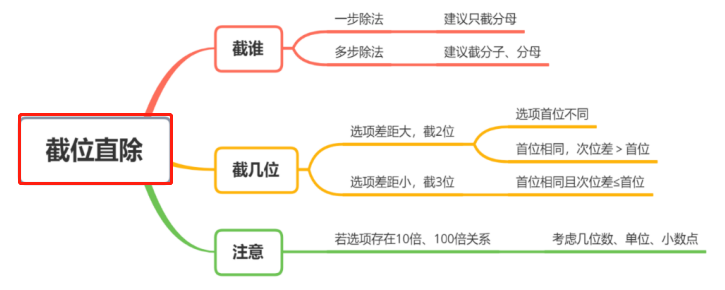 截位直除
截谁
一步除法
建议只截分母
多步除法
建议截分子、分母
截几位
选项差距大，截2位
选项首位不同
首位相同，次位差＞首位
选项差距小，截3位
首位相同且次位差≤首位
注意
若选项存在10倍、100倍关系
考虑几位数、单位、小数点